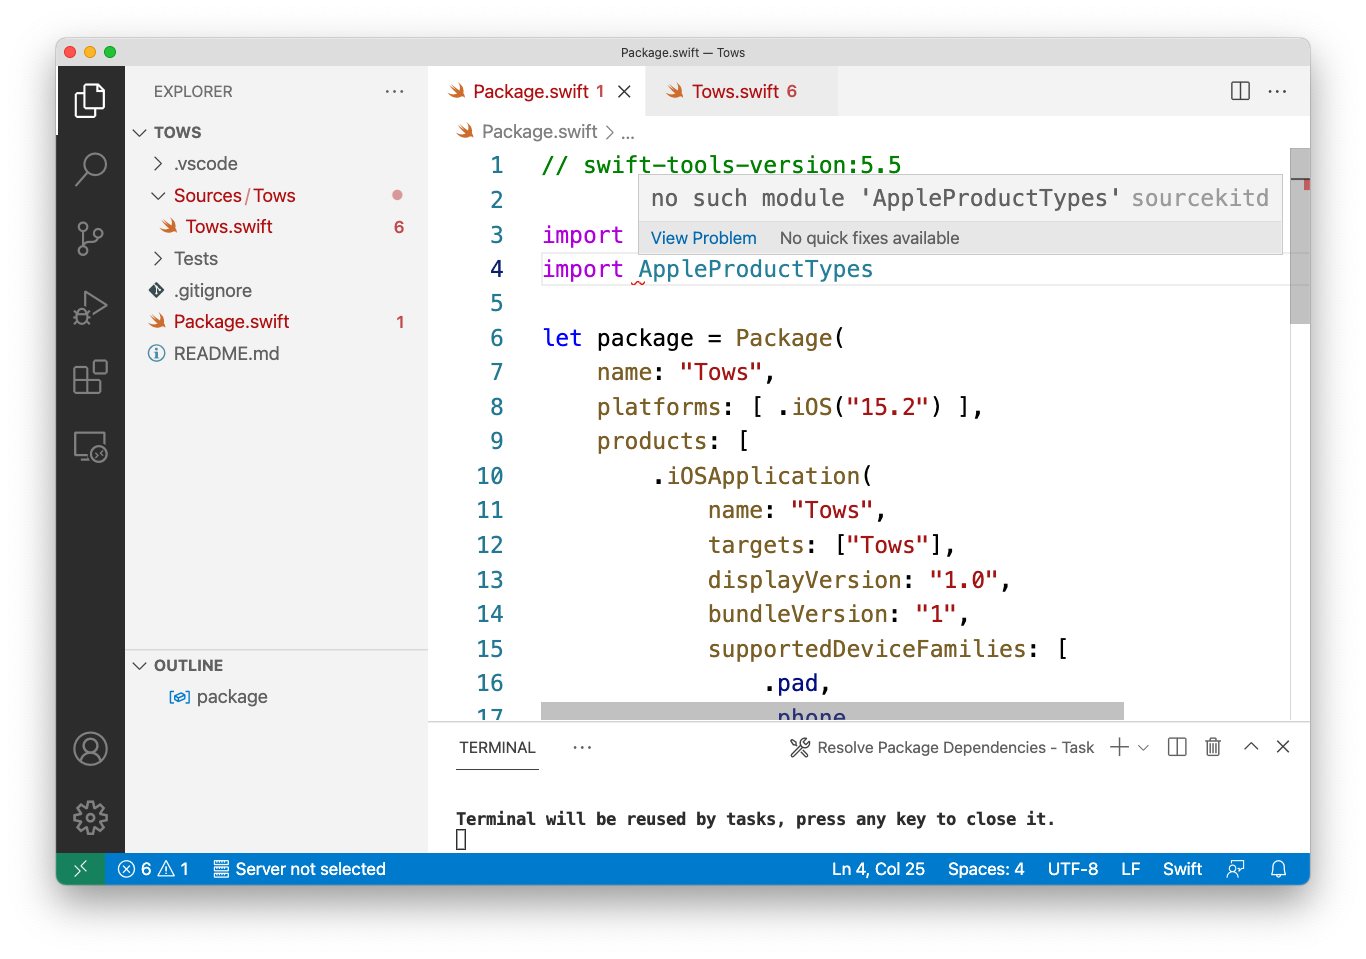 Package.swift — Tows
EXPLORER
TOWS
.vscode
Sources/Tows
Tows.swift 6
Tests
.gitignore
Package.swift 1
README.md
OUTLINE
package
Package.swift 1
Tows.swift 6
Package.swift > ...
1 // swift-tools-version:5.5
2
no such module 'AppleProductTypes' sourcekitd
View Problem No quick fixes available
3 import
4 import AppleProductTypes
5
6 let package = Package(
7 name: "Tows",
8 platforms: [ .iOS("15.2") ],
9 products: [
10 .iOSApplication(
11 name: "Tows",
12 targets: ["Tows"],
13 displayVersion: "1.0",
14 bundleVersion: "1",
15 supportedDeviceFamilies: [
16 .pad,
17 phone
TERMINAL
Resolve Package Dependencies - Task
Terminal will be reused by tasks, press any key to close it.
6 1 Server not selected
Ln 4, Col 25 Spaces: 4 UTF-8 LF Swift